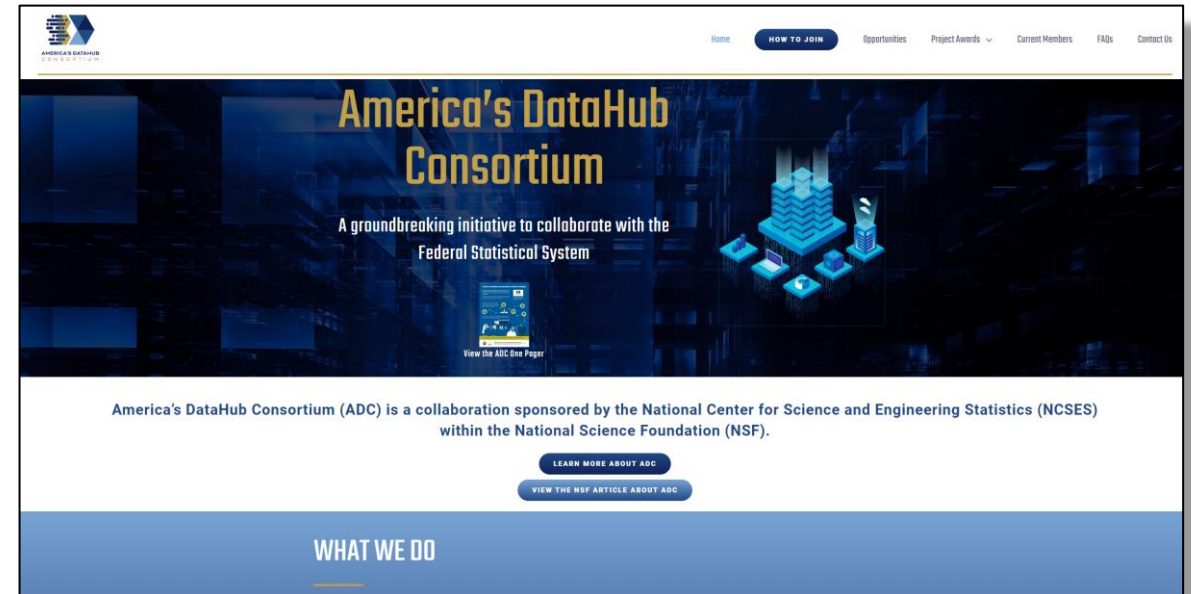 AMERICA'S DATAHUB
CONSORTIUM
Home
HOW TO JOIN
Opportunities
Project Awards
Current Members
FAQs
Contact Us
America's DataHub
Consortium
A groundbreaking initiative to collaborate with the
Federal Statistical System
View the ADC One Pager
America's DataHub Consortium (ADC) is a collaboration sponsored by the National Center for Science and Engineering Statistics (NCSES)
within the National Science Foundation (NSF).
LEARN MORE ABOUT ADC
VIEW THE NSF ARTICLE ABOUT ADC
WHAT WE DO